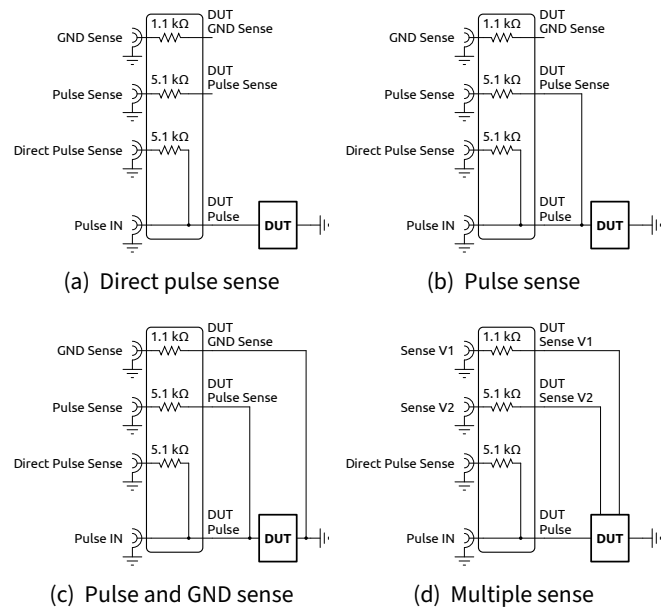 1.1 kΩ
DUT
GND Sense
GND Sense
5.1 kΩ
DUT
Pulse Sense
Pulse Sense
5.1 kΩ
Direct Pulse Sense
DUT
Pulse
Pulse IN
DUT
(a) Direct pulse sense
1.1 kΩ
DUT
GND Sense
GND Sense
5.1 kΩ
DUT
Pulse Sense
Pulse Sense
5.1 kΩ
Direct Pulse Sense
DUT
Pulse
Pulse IN
DUT
(b) Pulse sense
1.1 kΩ
DUT
GND Sense
GND Sense
5.1 kΩ
DUT
Pulse Sense
Pulse Sense
5.1 kΩ
Direct Pulse Sense
DUT
Pulse
Pulse IN
DUT
(c) Pulse and GND sense
1.1 kΩ
DUT
Sense V1
Sense V1
5.1 kΩ
DUT
Sense V2
Sense V2
5.1 kΩ
Direct Pulse Sense
DUT
Pulse
Pulse IN
DUT
(d) Multiple sense